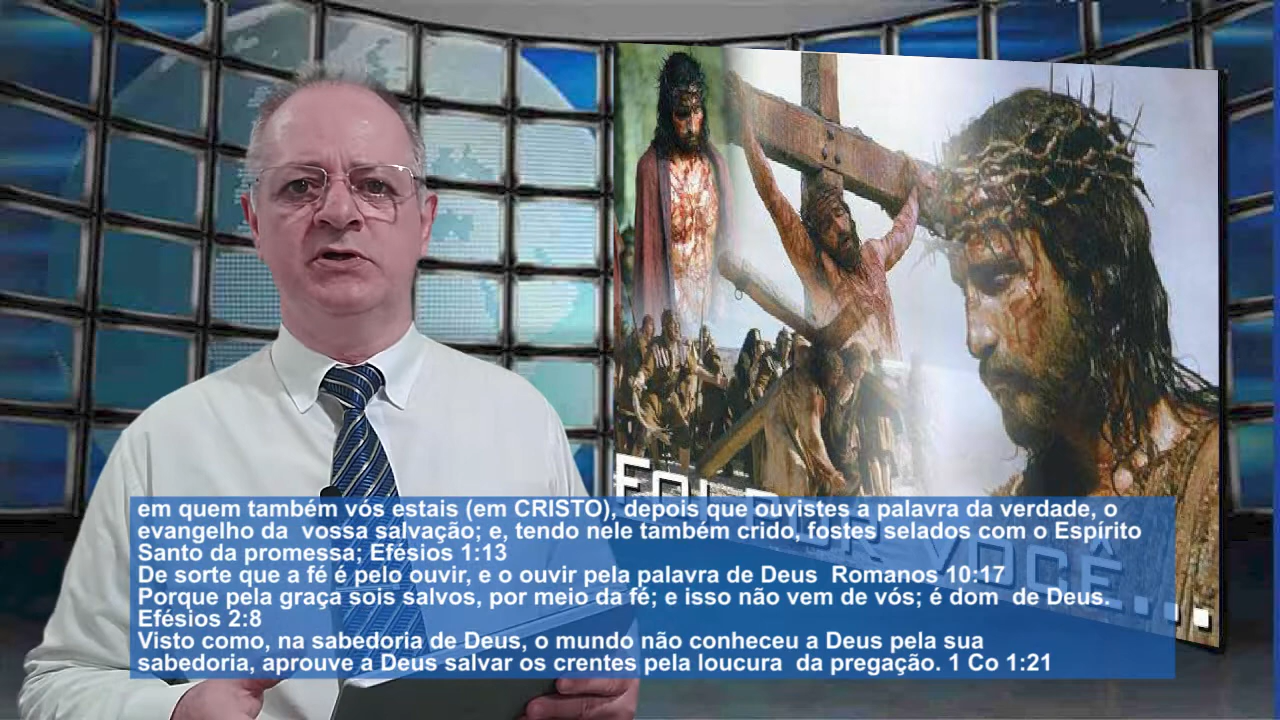 FOI POR VOCÊ...
em quem também vós estais (em CRISTO), depois que ouvistes a palavra da verdade, o
evangelho da vossa salvação; e, tendo nele também crido, fostes selados com o Espírito
Santo da promessa; Efésios 1:13
De sorte que a fé é pelo ouvir, e o ouvir pela palavra de Deus Romanos 10:17
Porque pela graça sois salvos, por meio da fé; e isso não vem de vós; é dom de Deus.
Efésios 2:8
Visto como, na sabedoria de Deus, o mundo não conheceu a Deus pela sua
sabedoria, aprouve a Deus salvar os crentes pela loucura da pregação. 1 Co 1:21